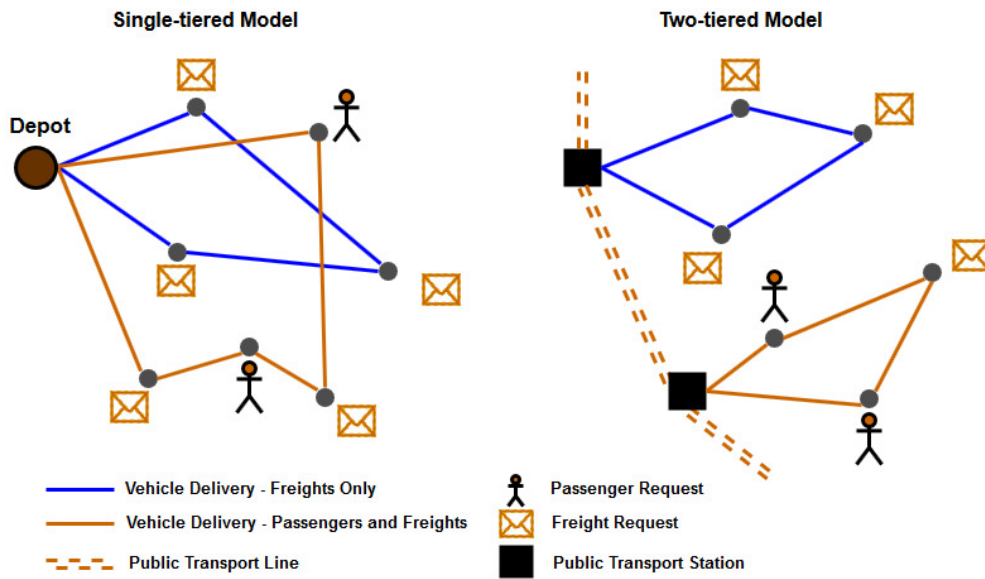 Single-tiered Model
Two-tiered Model
Depot
Vehicle Delivery - Freights Only
Passenger Request
Vehicle Delivery - Passengers and Freights
Freight Request
Public Transport Line
Public Transport Station